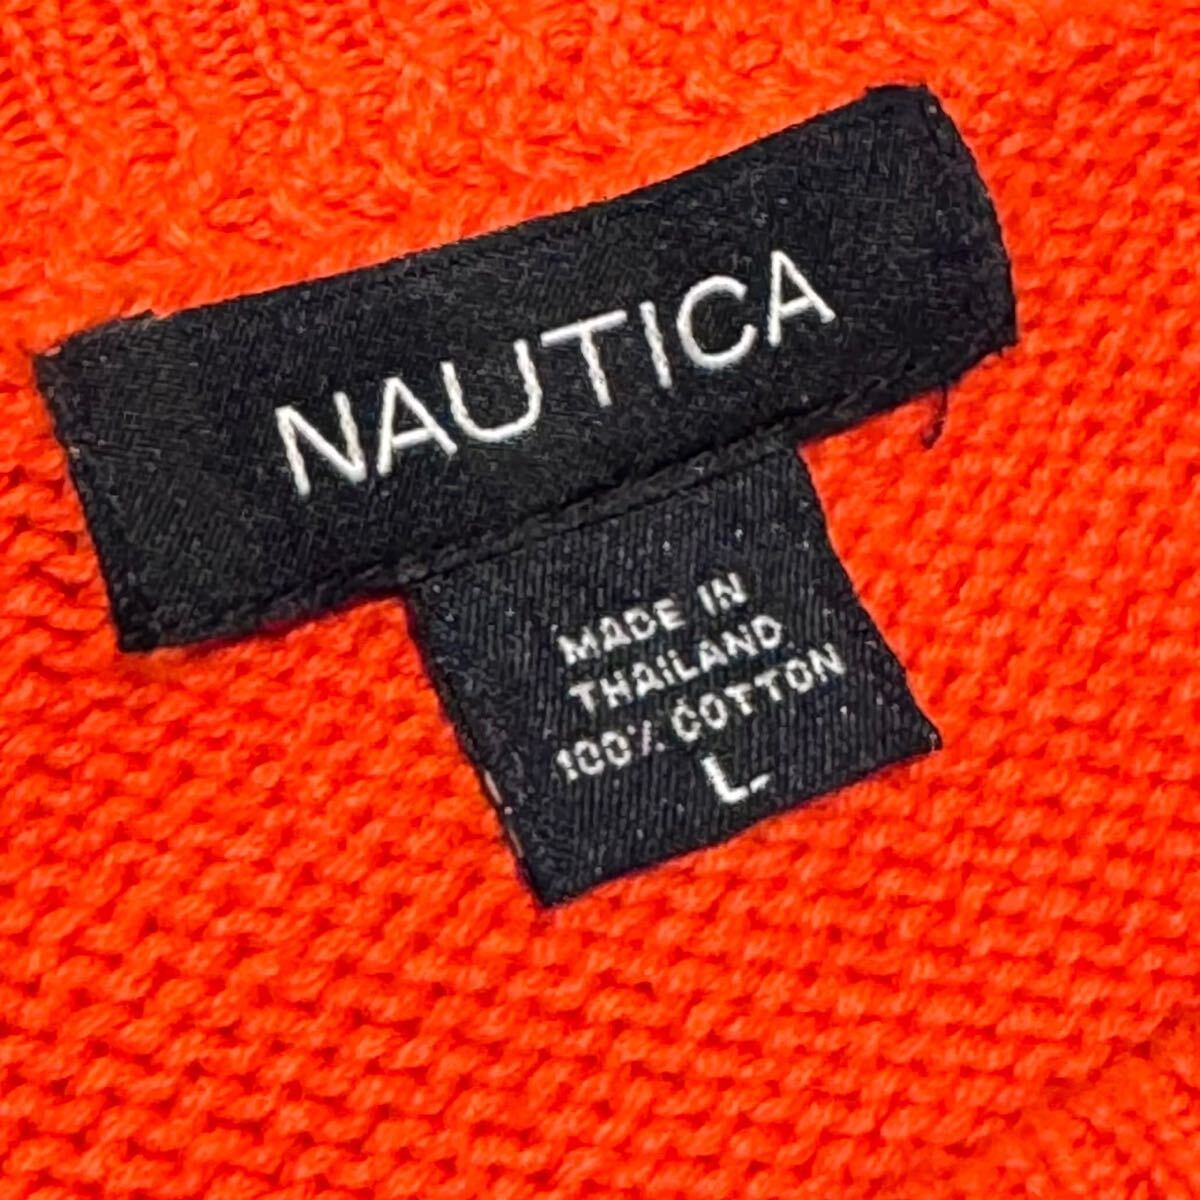 NAUTICA
MADE IN
THAILAND
100% COTTON
L